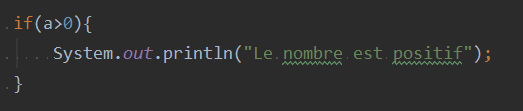 if(a>0){
System.out.println("Le nombre est positif");
}